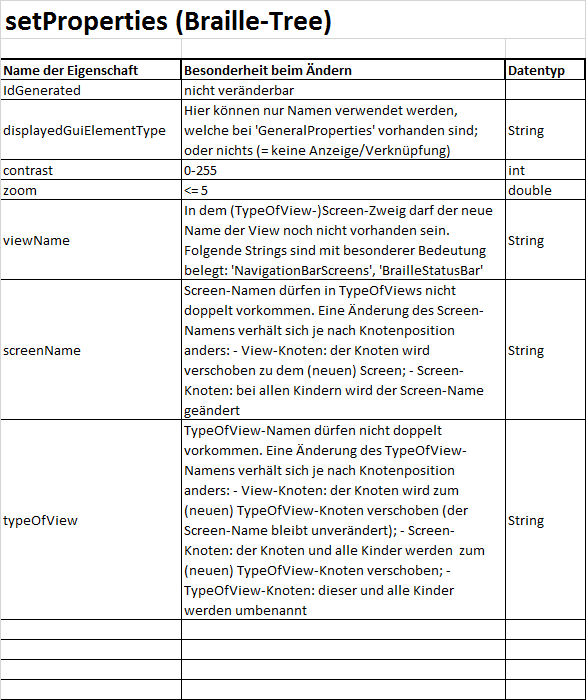 setProperties (Braille-Tree)
Name der Eigenschaft Besonderheit beim Ändern Datentyp
IdGenerated nicht veränderbar
displayedGuiElementType
Hier können nur Namen verwendet werden,
welche bei 'GeneralProperties' vorhanden sind;
oder nichts (= keine Anzeige/Verknüpfung)
String
contrast 0-255 int
zoom <= 5 double
viewName
In dem (TypeOfView-)Screen-Zweig darf der neue
Name der View noch nicht vorhanden sein.
Folgende Strings sind mit besonderer Bedeutung
belegt: 'NavigationBarScreens', 'BrailleStatusBar'
String
screenName
Screen-Namen dürfen in TypeOfViews nicht
doppelt vorkommen. Eine Änderung des Screen-
Namens verhält sich je nach Knotenposition
anders: - View-Knoten: der Knoten wird
verschoben zu dem (neuen) Screen; - Screen-
Knoten: bei allen Kindern wird der Screen-Name
geändert
String
typeOfView
TypeOfView-Namen dürfen nicht doppelt
vorkommen. Eine Änderung des TypeOfView-
Namens verhält sich je nach Knotenposition
anders: - View-Knoten: der Knoten wird zum
(neuen) TypeOfView-Knoten verschoben (der
Screen-Name bleibt unverändert); - Screen-
Knoten: der Knoten und alle Kinder werden  zum
(neuen) TypeOfView-Knoten verschoben; -
TypeOfView-Knoten: dieser und alle Kinder
werden umbenannt
String